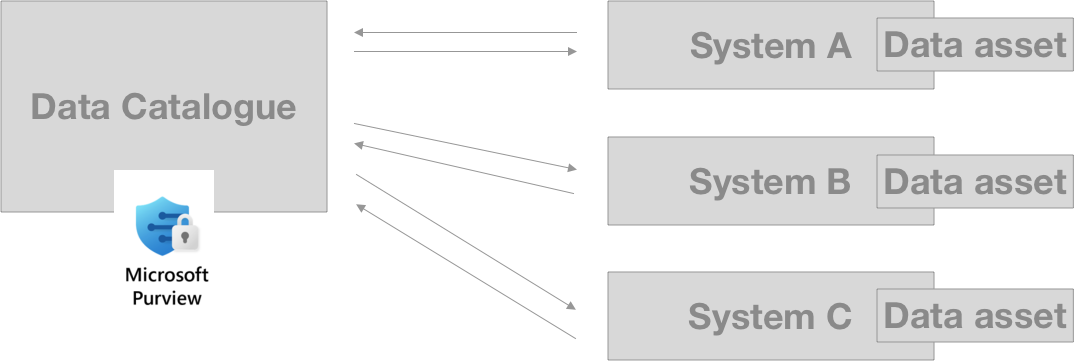 Data Catalogue
Microsoft
Purview
System A
Data asset
System B
Data asset
System C
Data asset